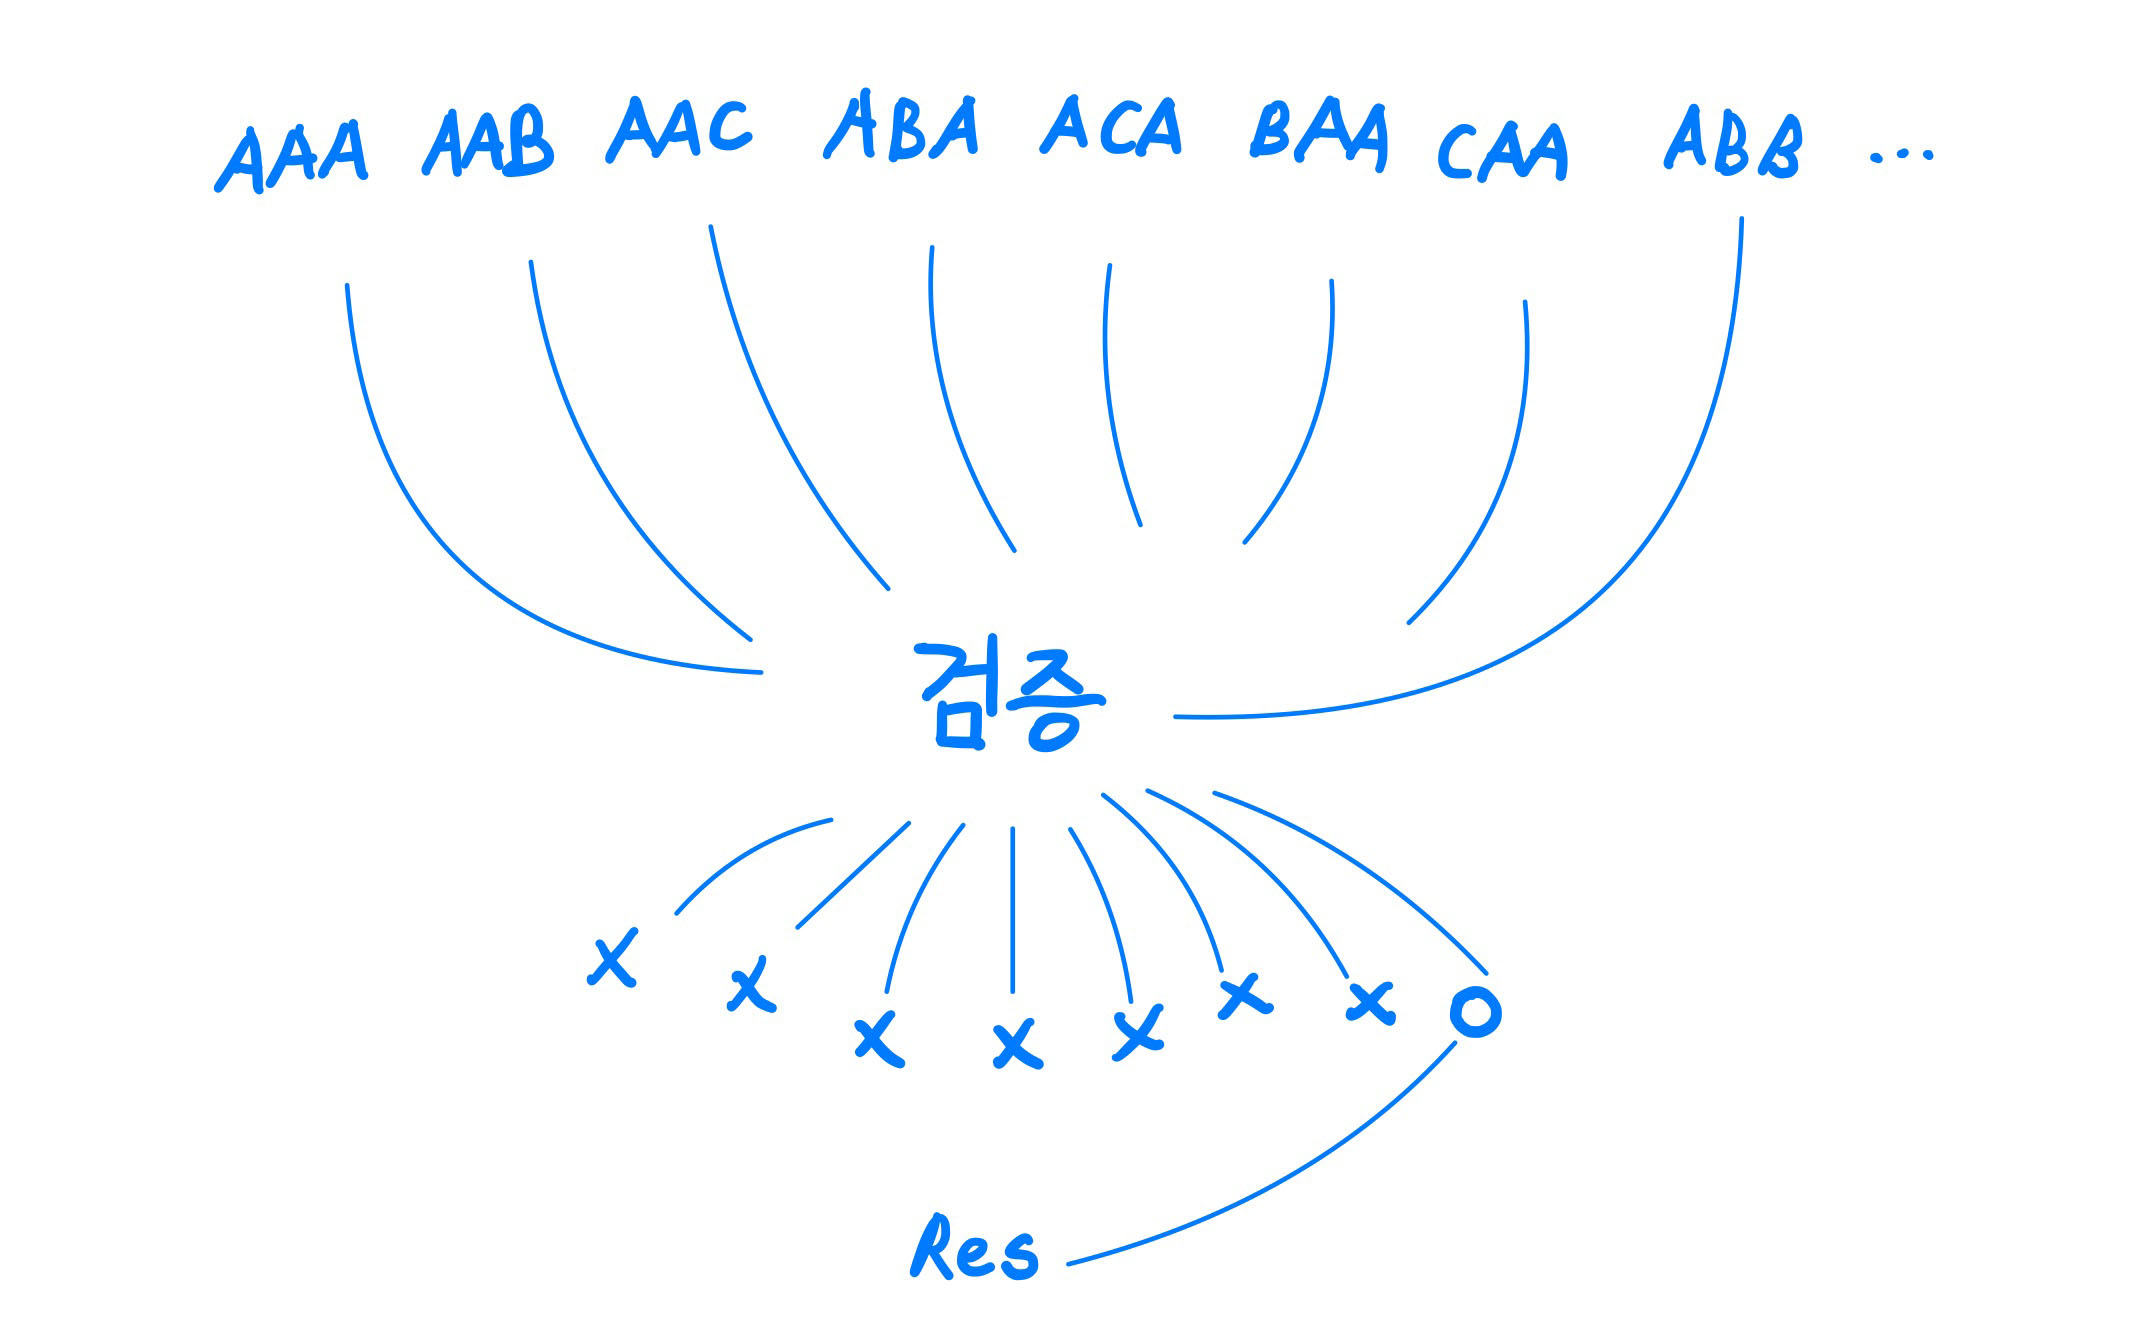 AAA AAB AAC ABA ACA BAA CAA ABB ...
검증
x x x x x x x O
Res